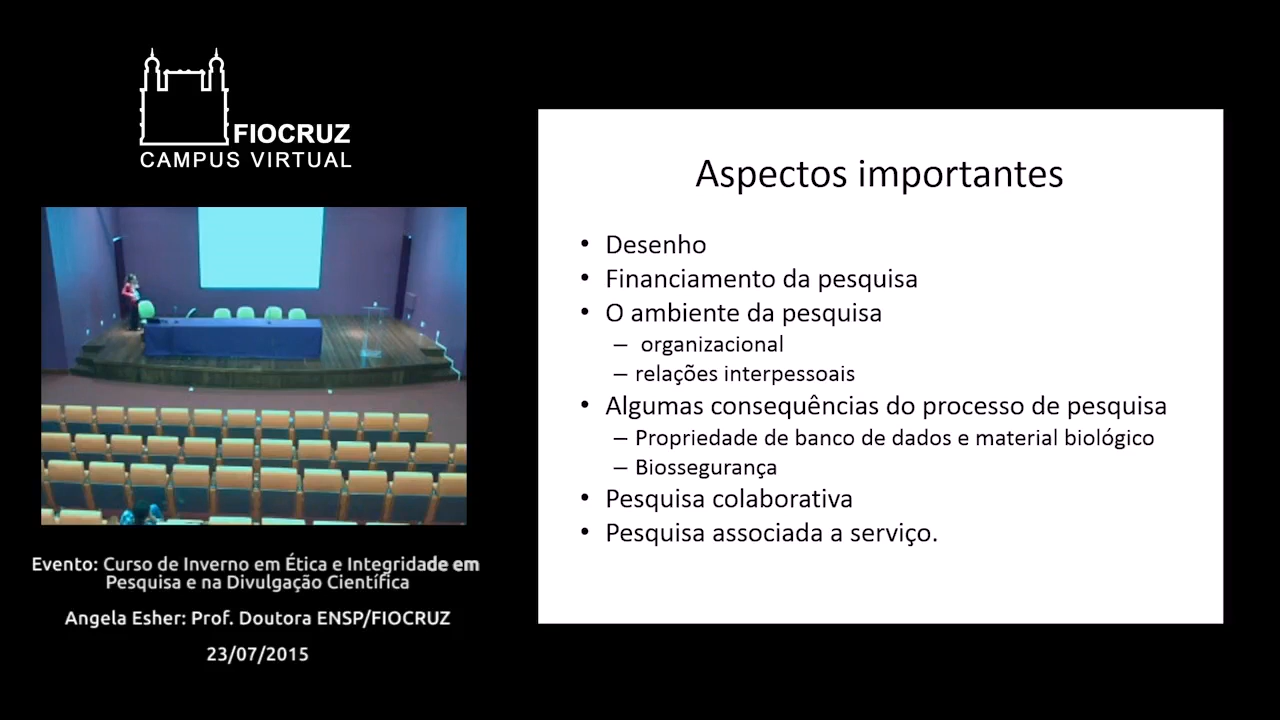 FIOCRUZ
CAMPUS VIRTUAL
Aspectos importantes
• Desenho
• Financiamento da pesquisa
• O ambiente da pesquisa
– organizacional
– relações interpessoais
• Algumas consequências do processo de pesquisa
– Propriedade de banco de dados e material biológico
– Biossegurança
• Pesquisa colaborativa
• Pesquisa associada a serviço.
Evento: Curso de Inverno em Ética e Integridade em
Pesquisa e na Divulgação Científica
Angela Esher: Prof. Doutora ENSP/FIOCRUZ
23/07/2015